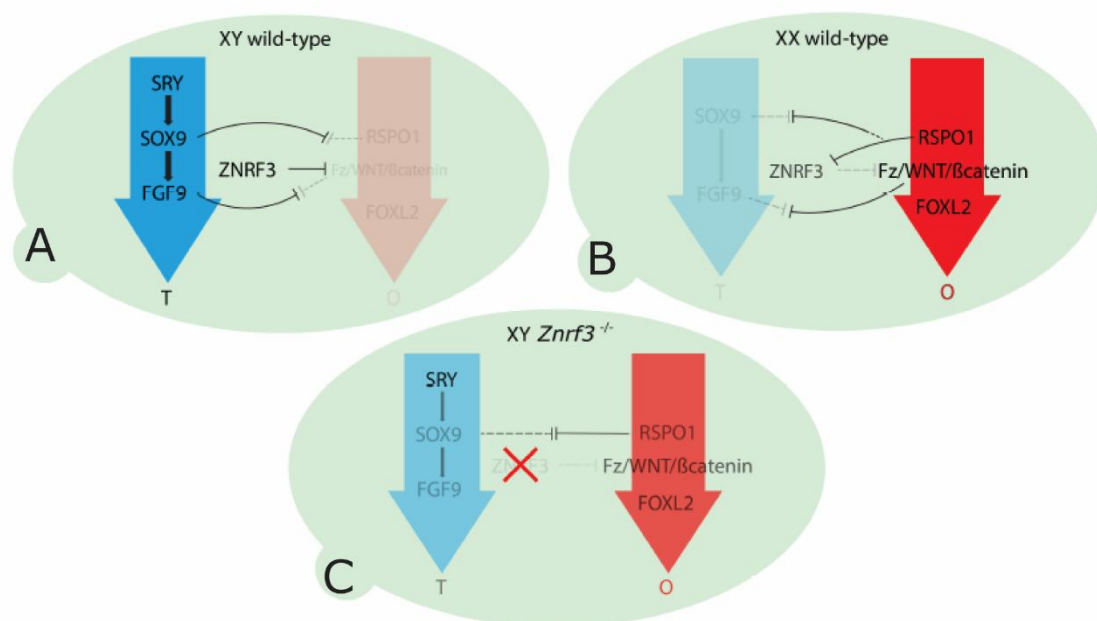 XY wild-type
SRY
SOX9
FGF9
ZNRF3
RSPO1
Fz/WNT/ßcatenin
FOXL2
T
O
A
XX wild-type
SOX9
FGF9
ZNRF3
RSPO1
Fz/WNT/ßcatenin
FOXL2
T
O
B
XY Znrf3 -/-
SRY
SOX9
FGF9
ZNRF3
RSPO1
Fz/WNT/ßcatenin
FOXL2
T
O
C